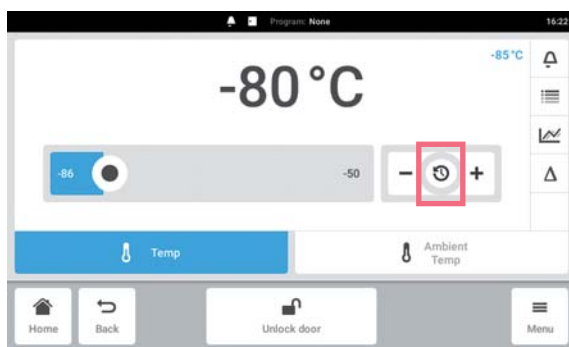 Program: None
16:22
-85 °C
-80 °C
-86
-50
Temp
Ambient
Temp
Home
Back
Unlock door
Menu